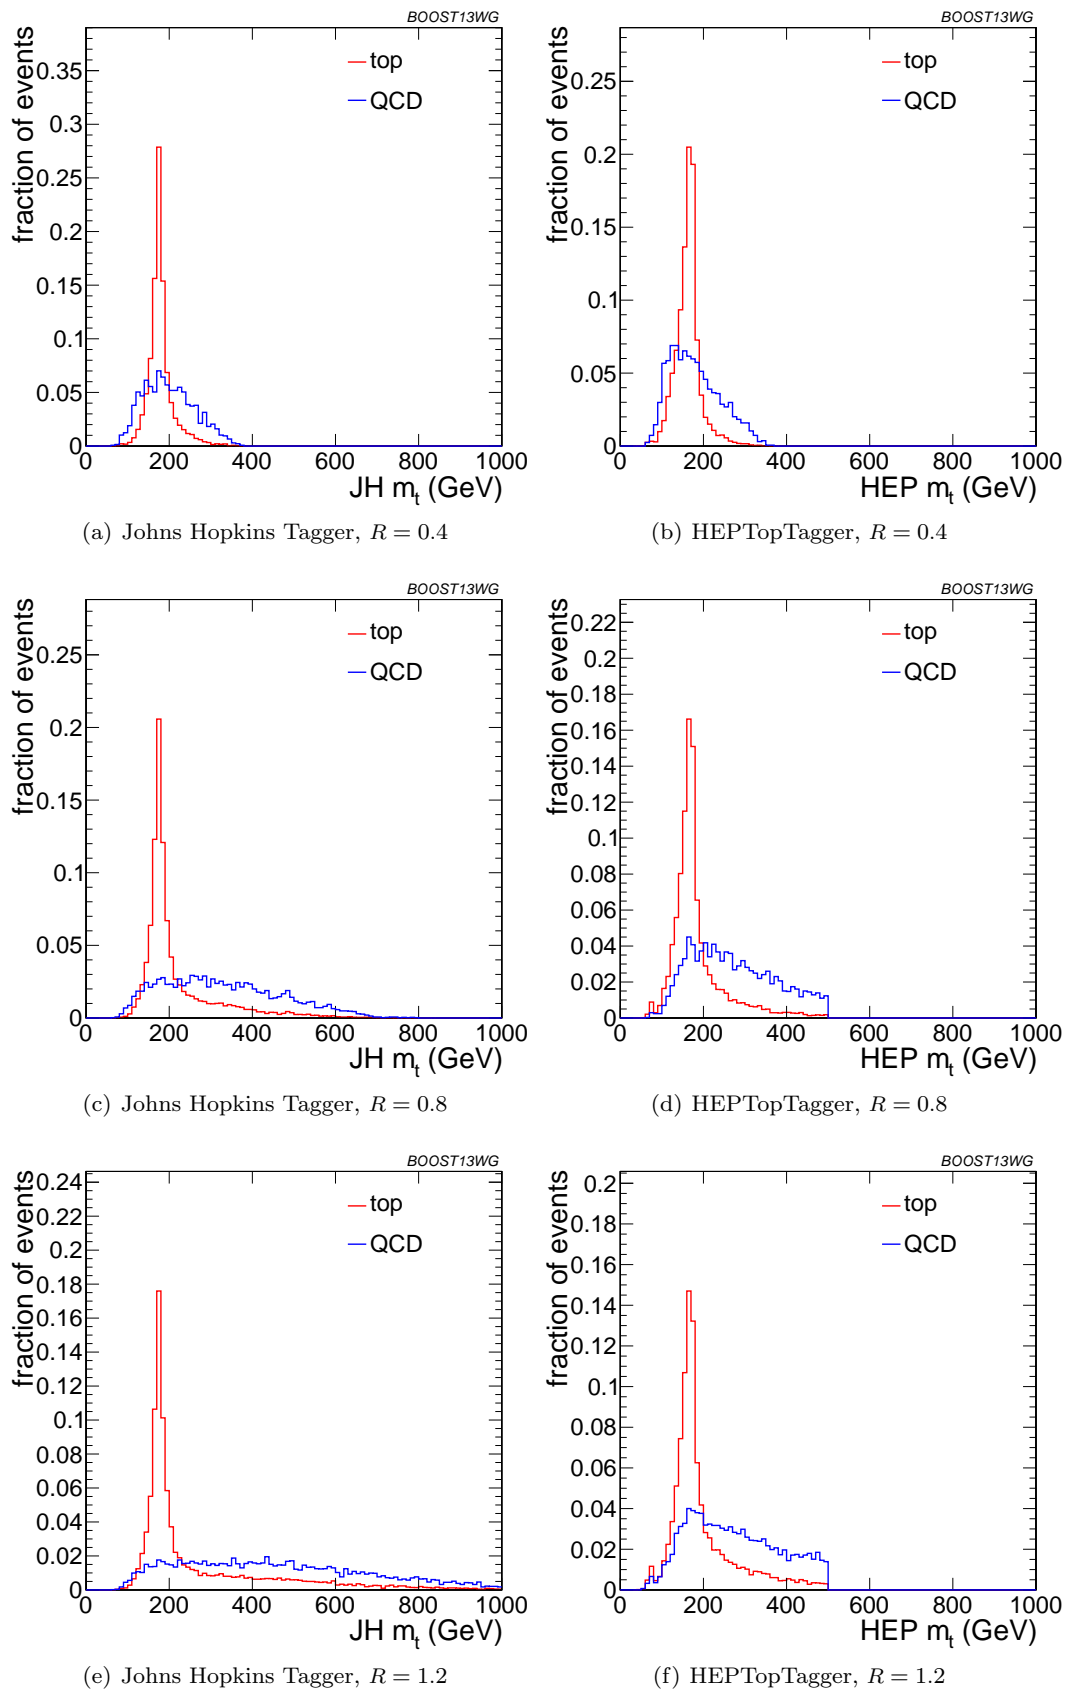 BOOST13WG
fraction of events
0.35
0.3
0.25
0.2
0.15
0.1
0.05
0
top
QCD
0 200 400 600 800 1000
JH m_t (GeV)
(a) Johns Hopkins Tagger, R = 0.4
BOOST13WG
fraction of events
0.25
0.2
0.15
0.1
0.05
0
top
QCD
0 200 400 600 800 1000
HEP m_t (GeV)
(b) HEPTopTagger, R = 0.4
BOOST13WG
fraction of events
0.25
0.2
0.15
0.1
0.05
0
top
QCD
0 200 400 600 800 1000
JH m_t (GeV)
(c) Johns Hopkins Tagger, R = 0.8
BOOST13WG
fraction of events
0.22
0.2
0.18
0.16
0.14
0.12
0.1
0.08
0.06
0.04
0.02
0
top
QCD
0 200 400 600 800 1000
HEP m_t (GeV)
(d) HEPTopTagger, R = 0.8
BOOST13WG
fraction of events
0.24
0.22
0.2
0.18
0.16
0.14
0.12
0.1
0.08
0.06
0.04
0.02
0
top
QCD
0 200 400 600 800 1000
JH m_t (GeV)
(e) Johns Hopkins Tagger, R = 1.2
BOOST13WG
fraction of events
0.2
0.18
0.16
0.14
0.12
0.1
0.08
0.06
0.04
0.02
0
top
QCD
0 200 400 600 800 1000
HEP m_t (GeV)
(f) HEPTopTagger, R = 1.2